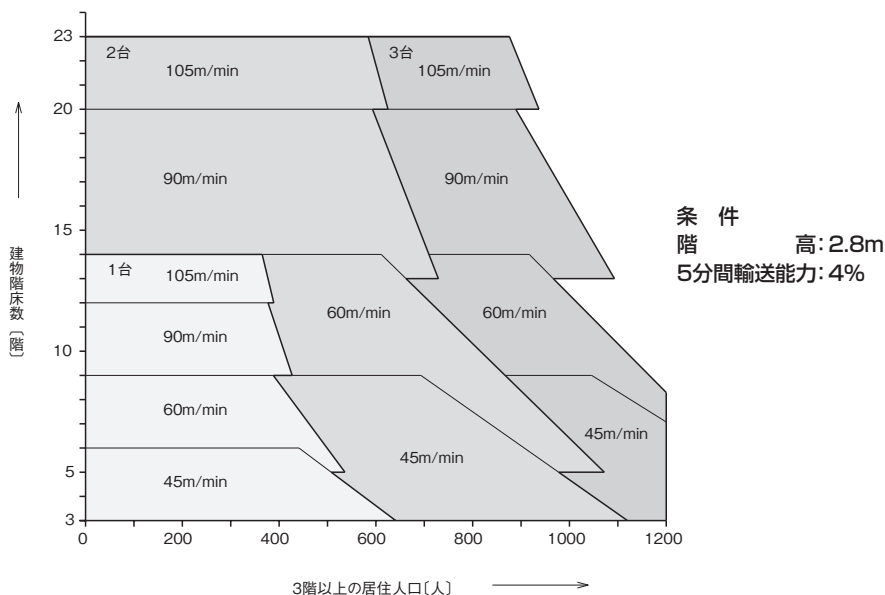 23
20
15
10
5
3
0
200
400
600
800
1000
1200
建物階床数〔階〕
3階以上の居住人口〔人〕
2台
105m/min
3台
105m/min
90m/min
90m/min
1台
105m/min
60m/min
60m/min
90m/min
60m/min
45m/min
45m/min
45m/min
条 件
階 高:2.8m
5分間輸送能力:4%